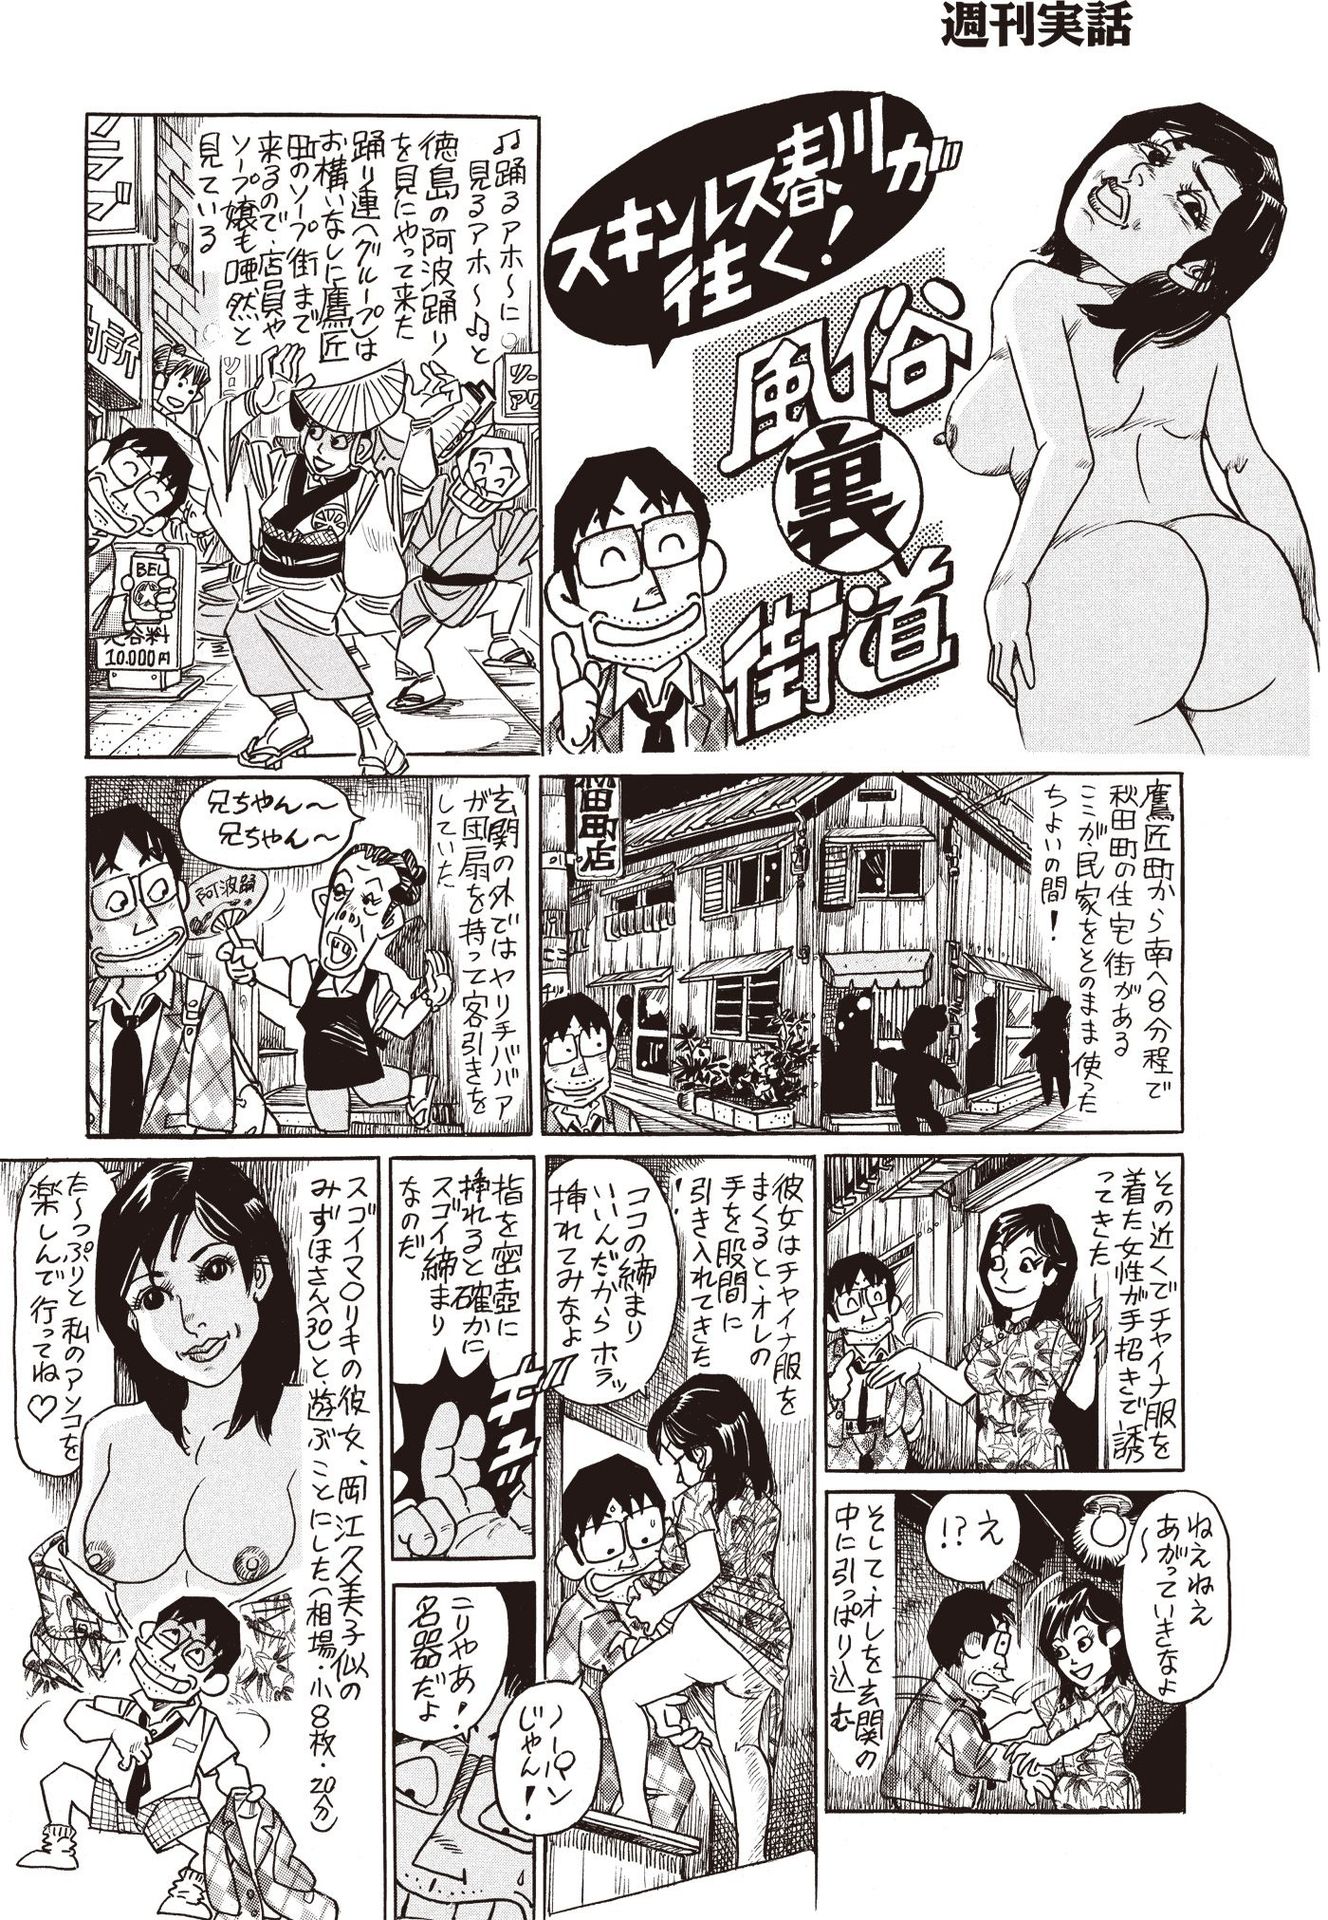 週刊実話
スキンレス春川が
往く!
風俗
裏
街道
♫踊るアホ〜に
見るアホ〜♫と
徳島の阿波踊り
を見にやって来た
踊り連(グループ)は
お構いなしに鷹匠
町のソープ街まで
来るので、店員や
ソープ嬢も唖然と
見ている
BEL
料
10.000円
鷹匠町から南へ8分程で
秋田町の住宅街がある
ここが民家をそのまま使った
ちょいの間!
田町店
玄関の外ではヤリチババァ
が団扇を持って客引きを
していた
兄ちゃん〜
兄ちゃん〜
阿波踊
その近くでチャイナ服を
着た女性が手招きで誘
ってきた
ねえねえ
あがっていきなよ
〜
え
!?
そして、オレを玄関の
中に引っぱり込む
彼女はチャイナ服を
まくると、オレの
手を股間に
引き入れてきた
!
ココの締まり
いいんだからホラッ
挿れてみなよ
ノーパン
じゃん!
指を蜜壺に
挿れると確かに
スゴイ締まり
なのだ
ギュッ
こりゃあ!
名器だよ
スゴイマ〇リキの彼女、岡江久美子似の
みずほさん(30)と、遊ぶことにした(相場・小8枚・20分)
た〜っぷりと私のアンコを
楽しんで行ってね♡